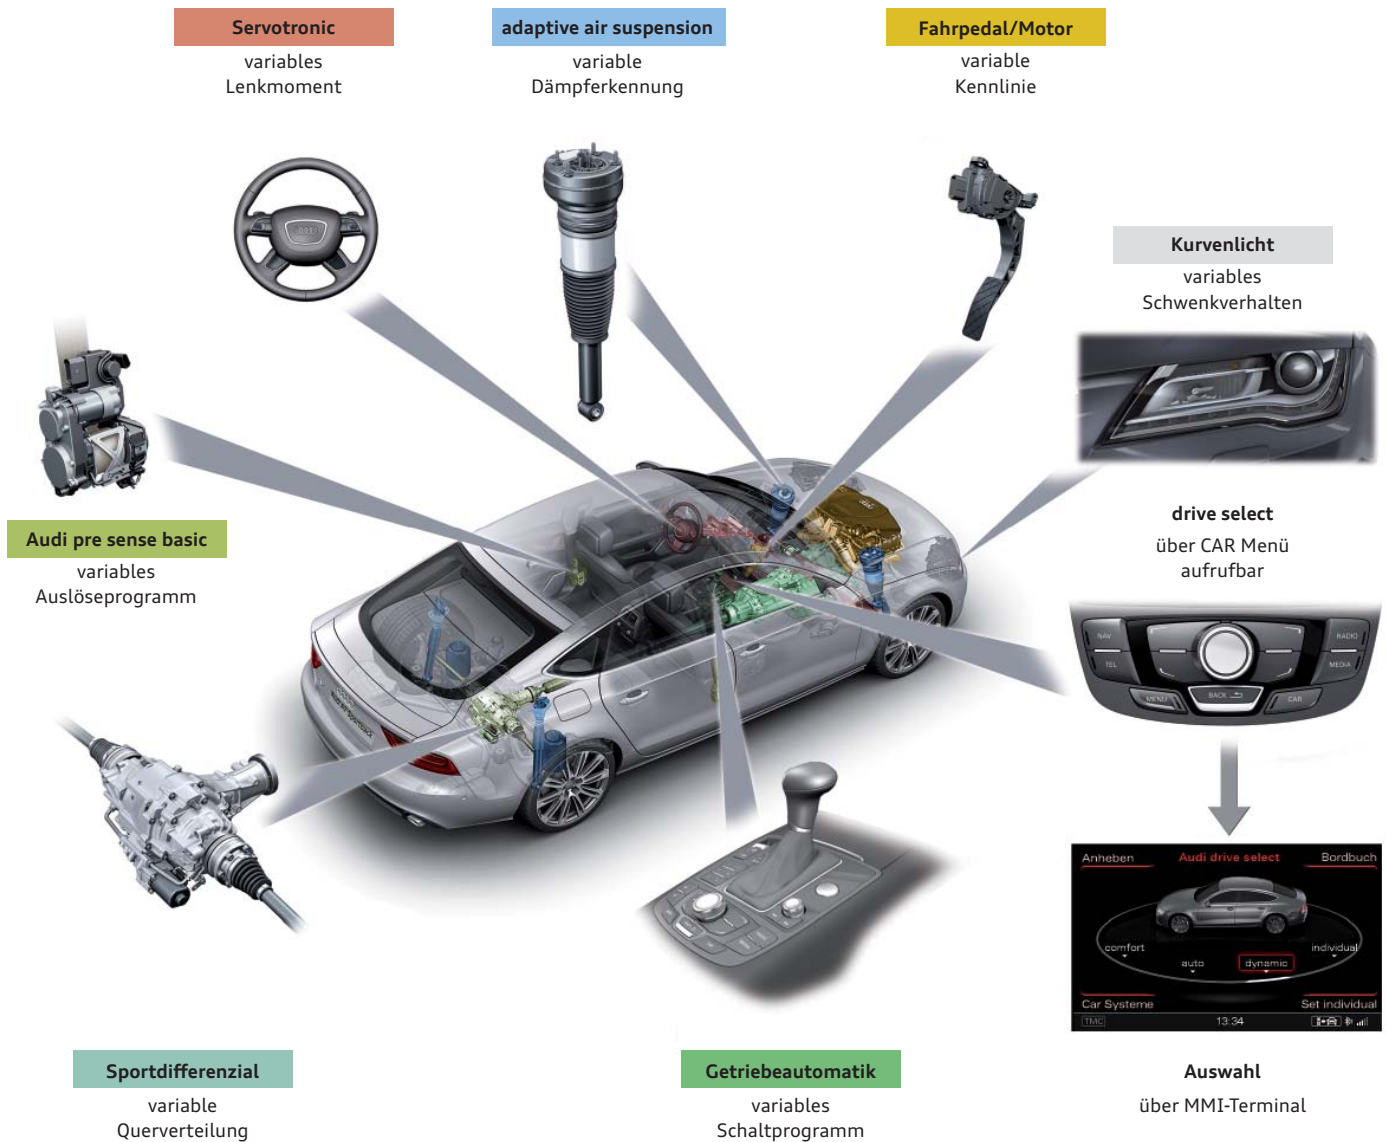 Servotronic
variables
Lenkmoment
adaptive air suspension
variable
Dämpferkennung
Fahrpedal/Motor
variable
Kennlinie
Kurvenlicht
variables
Schwenkverhalten
Audi pre sense basic
variables
Auslöseprogramm
drive select
über CAR Menü
aufrufbar
NAV
RADIO
TEL
MEDIA
MENU
BACK
CAR
Anheben
Audi drive select
Bordbuch
comfort
individual
auto
dynamic
Car Systeme
Set individual
TMC
13:34
Sportdifferenzial
variable
Querverteilung
Getriebeautomatik
variables
Schaltprogramm
Auswahl
über MMI-Terminal